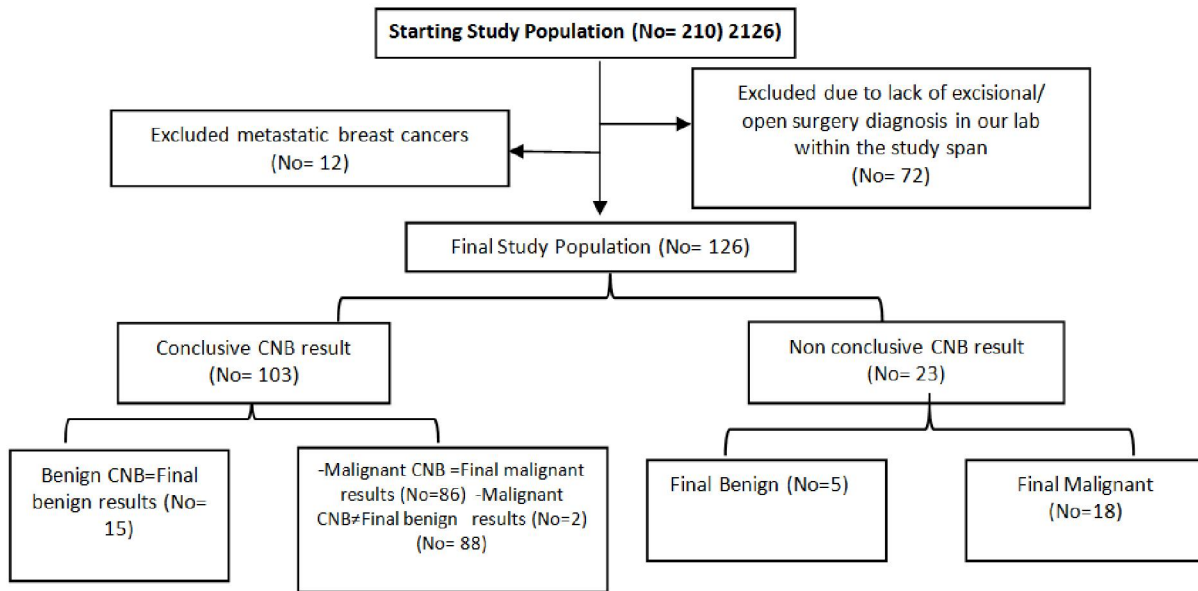 Starting Study Population (No= 210) 2126)
Excluded metastatic breast cancers
(No= 12)
Excluded due to lack of excisional/
open surgery diagnosis in our lab
within the study span
(No= 72)
Final Study Population (No= 126)
Conclusive CNB result
(No= 103)
Non conclusive CNB result
(No= 23)
Benign CNB=Final
benign results (No=
15)
-Malignant CNB =Final malignant
results (No=86)  -Malignant
CNB≠Final benign  results (No=2)
(No= 88)
Final Benign (No=5)
Final Malignant
(No=18)